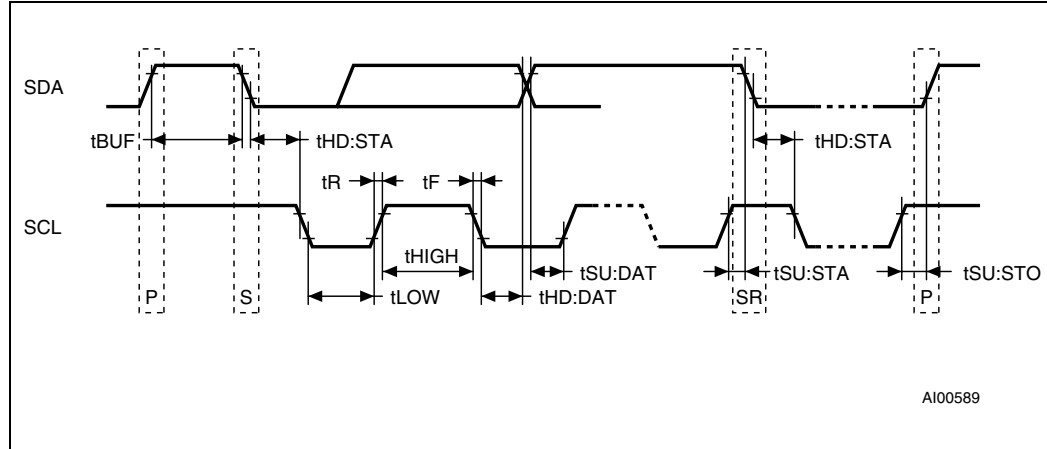 SDA
tBUF
tHD:STA
tHD:STA
tR
tF
SCL
tHIGH
tSU:DAT
tSU:STA
tSU:STO
P
S
tLOW
tHD:DAT
SR
P
AI00589